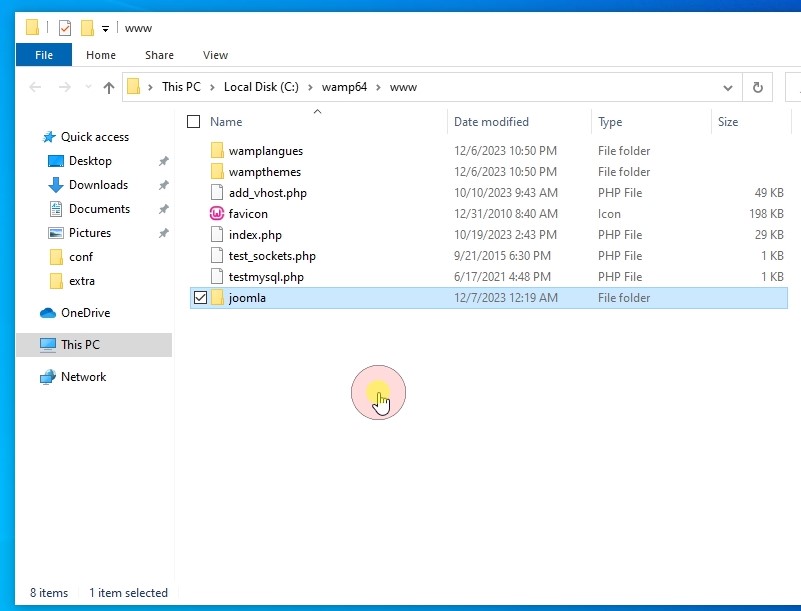 www
File Home Share View
This PC Local Disk (C:) wamp64 www
Name Date modified Type Size
Quick access
Desktop
Downloads
Documents
Pictures
conf
extra
OneDrive
This PC
Network
wamplangues 12/6/2023 10:50 PM File folder
wampthemes 12/6/2023 10:50 PM File folder
add_vhost.php 10/10/2023 9:43 AM PHP File 49 KB
favicon 12/31/2010 8:40 AM Icon 198 KB
index.php 10/19/2023 2:43 PM PHP File 29 KB
test_sockets.php 9/21/2015 6:30 PM PHP File 1 KB
testmysql.php 6/17/2021 4:48 PM PHP File 1 KB
joomla 12/7/2023 12:19 AM File folder
8 items 1 item selected